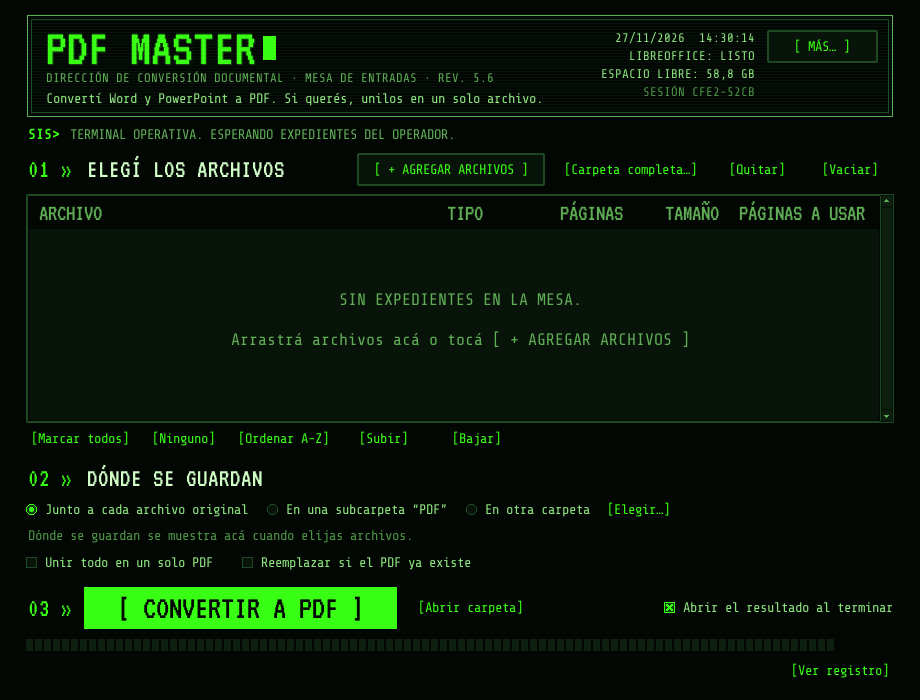 PDF MASTER
27/11/2026 14:30:14
[ MÁS… ]
LIBREOFFICE: LISTO
DIRECCIÓN DE CONVERSIÓN DOCUMENTAL · MESA DE ENTRADAS · REV. 5.6
ESPACIO LIBRE: 58,8 GB
SESIÓN CFE2-52CB
Convertí Word y PowerPoint a PDF. Si querés, unilos en un solo archivo.
SIS> TERMINAL OPERATIVA. ESPERANDO EXPEDIENTES DEL OPERADOR.
01 » ELEGÍ LOS ARCHIVOS [ + AGREGAR ARCHIVOS ] [Carpeta completa…] [Quitar] [Vaciar]
ARCHIVO TIPO PÁGINAS TAMAÑO PÁGINAS A USAR
SIN EXPEDIENTES EN LA MESA.
Arrastrá archivos acá o tocá [ + AGREGAR ARCHIVOS ]
[Marcar todos] [Ninguno] [Ordenar A-Z] [Subir] [Bajar]
02 » DÓNDE SE GUARDAN
Junto a cada archivo original En una subcarpeta “PDF” En otra carpeta [Elegir…]
Dónde se guardan se muestra acá cuando elijas archivos.
Unir todo en un solo PDF Reemplazar si el PDF ya existe
03 » [ CONVERTIR A PDF ] [Abrir carpeta] Abrir el resultado al terminar
[Ver registro]